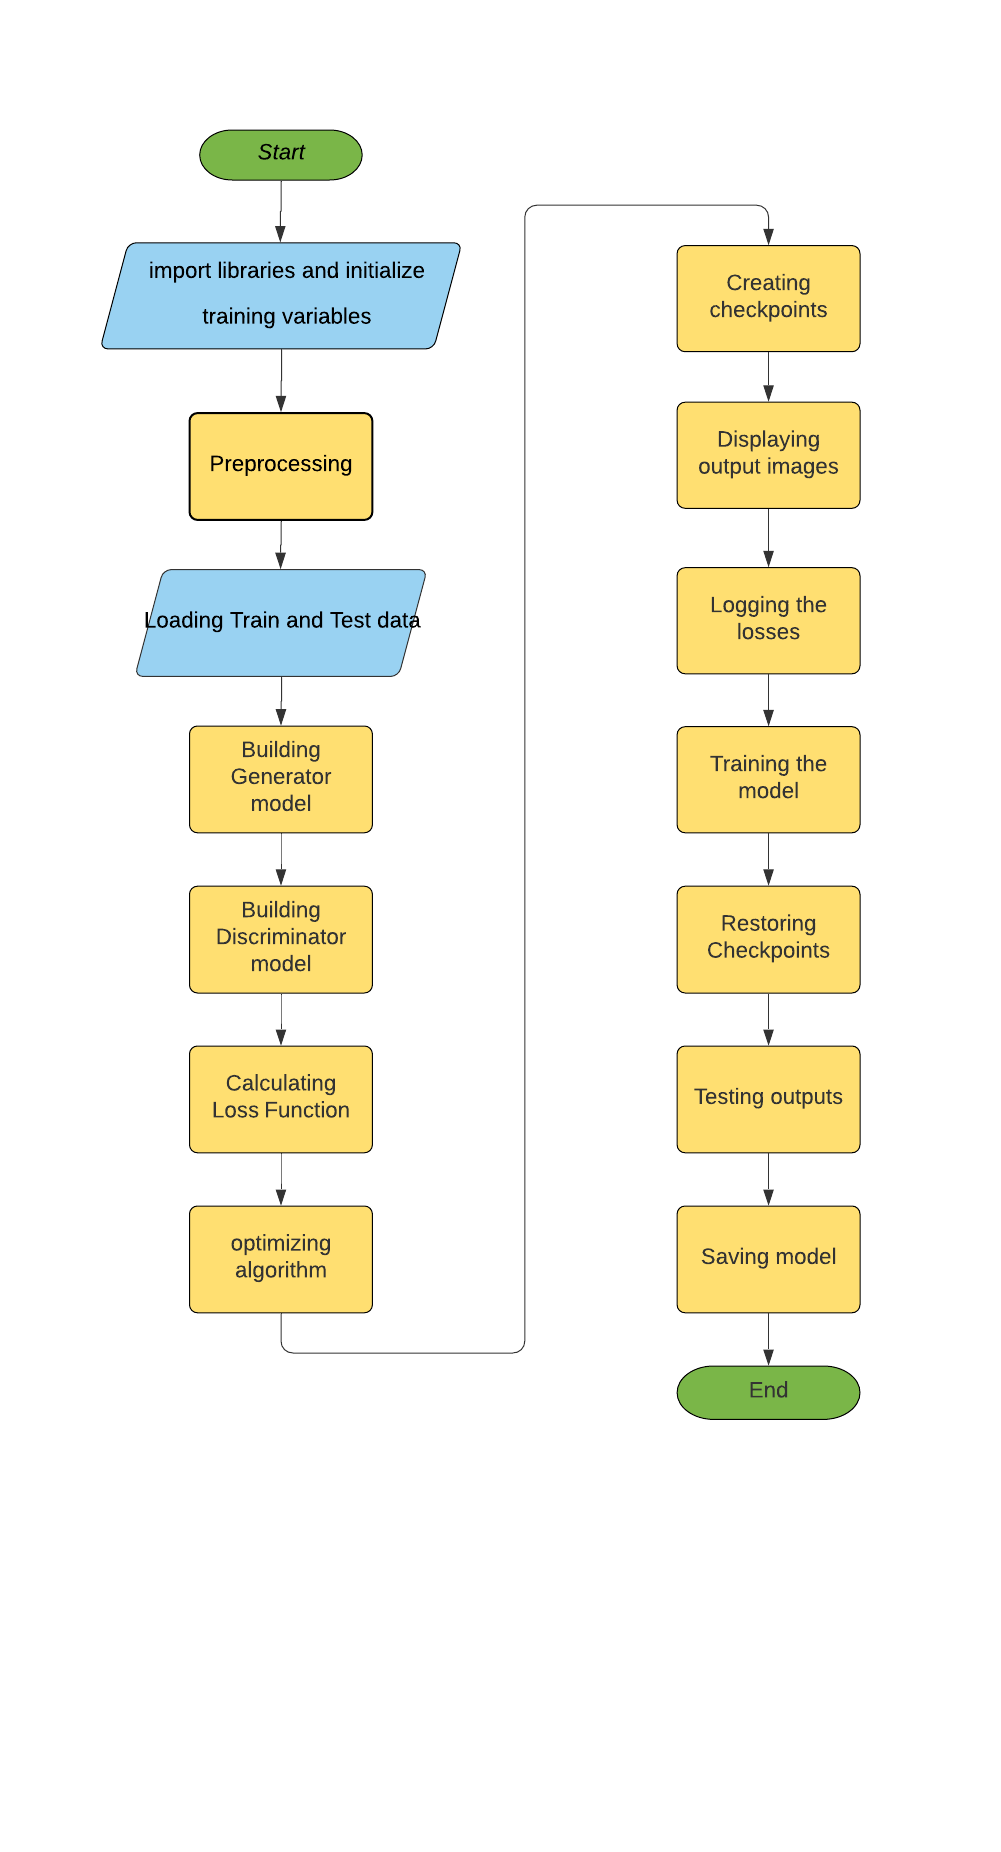 Start
import libraries and initialize
training variables
Preprocessing
Loading Train and Test data
Building
Generator
model
Building
Discriminator
model
Calculating
Loss Function
optimizing
algorithm
Creating
checkpoints
Displaying
output images
Logging the
losses
Training the
model
Restoring
Checkpoints
Testing outputs
Saving model
End